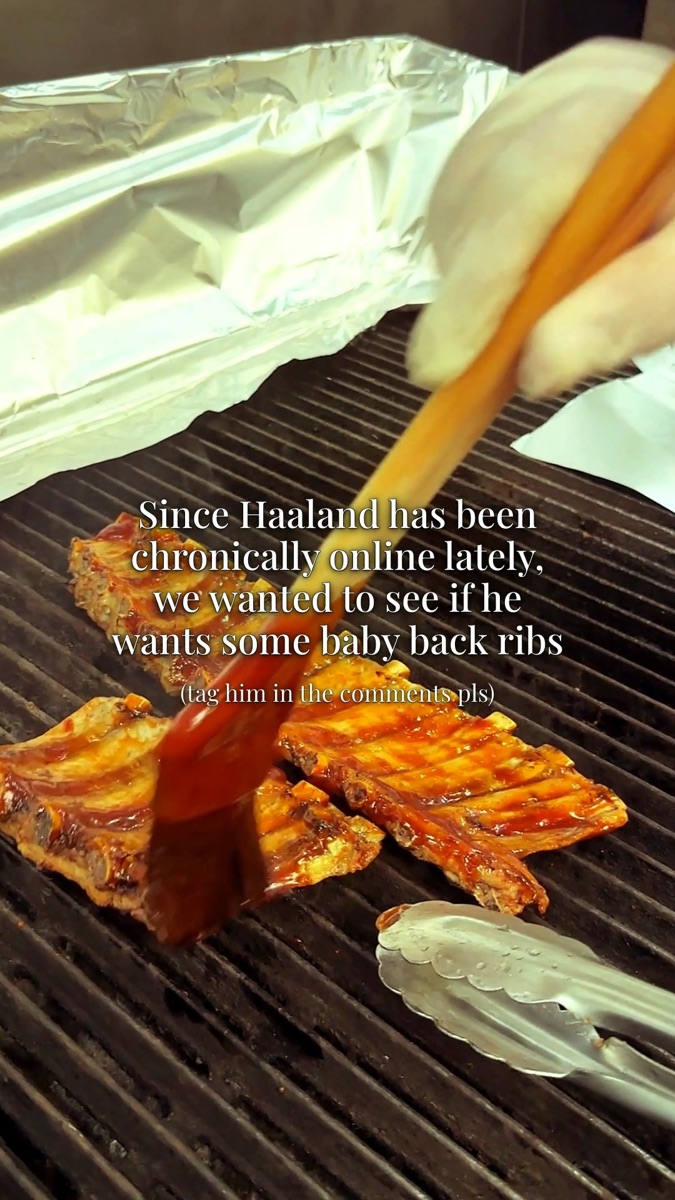 Since Haaland has been
chronically online lately,
we wanted to see if he
wants some baby back ribs
(tag him in the comments pls)